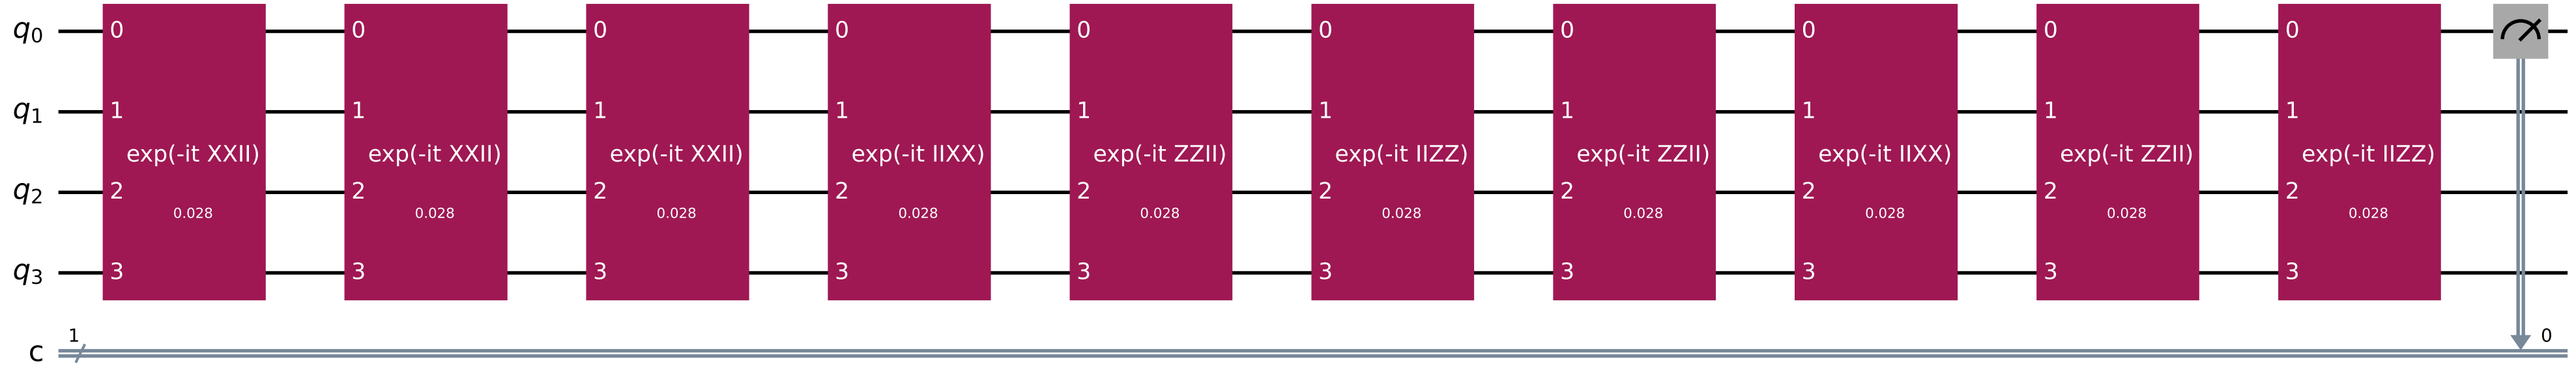 q0 0 0 0 0 0 0 0 0 0 0
q1 1 1 1 1 1 1 1 1 1 1
exp(-it XXII) exp(-it XXII) exp(-it XXII) exp(-it IIXX) exp(-it ZZII) exp(-it IIZZ) exp(-it ZZII) exp(-it IIXX) exp(-it ZZII) exp(-it IIZZ)
q2 2 2 2 2 2 2 2 2 2 2
0.028 0.028 0.028 0.028 0.028 0.028 0.028 0.028 0.028 0.028
q3 3 3 3 3 3 3 3 3 3 3
1 0
c